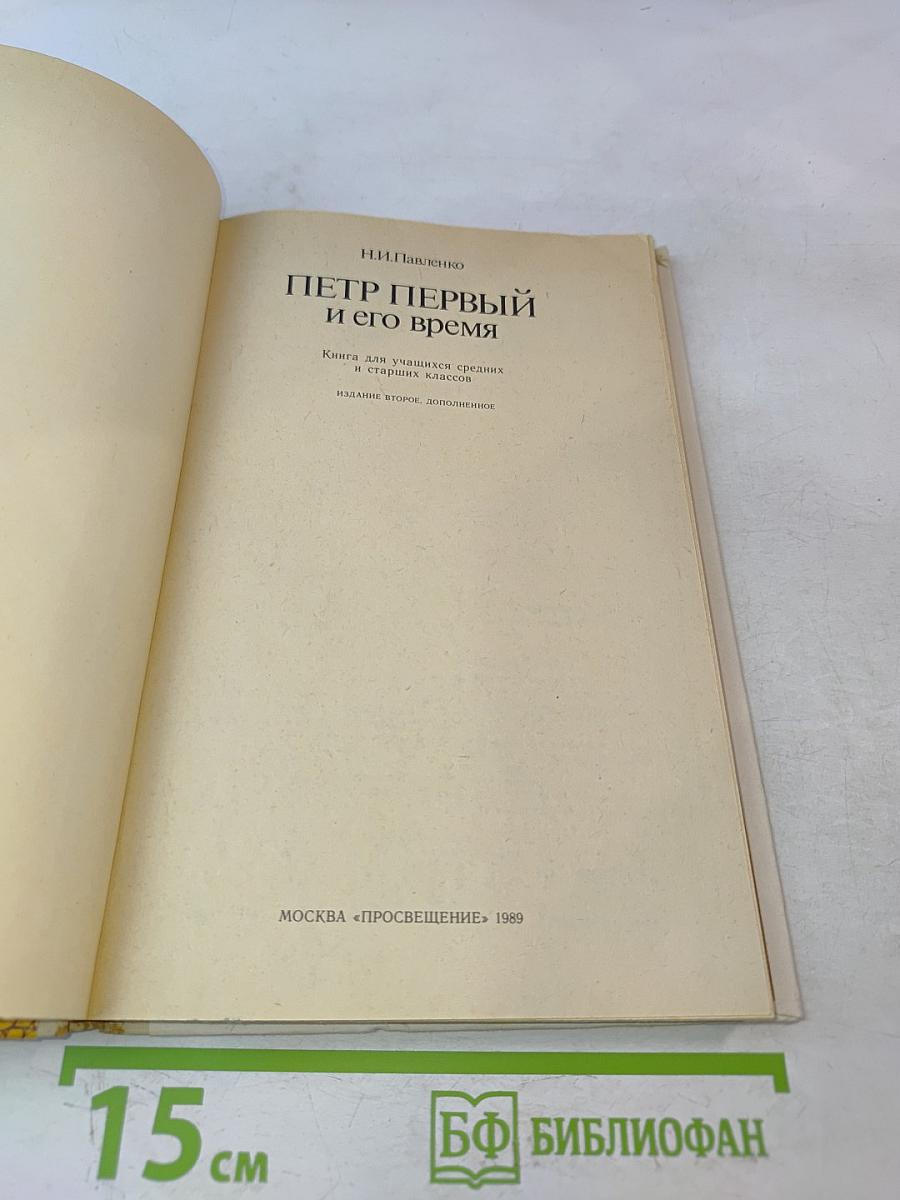 Н.И.Павленко
ПЕТР ПЕРВЫЙ
и его время
Книга для учащихся средних
и старших классов
ИЗДАНИЕ ВТОРОЕ, ДОПОЛНЕННОЕ
МОСКВА «ПРОСВЕЩЕНИЕ» 1989
15 см
БФ БИБЛИОФАН